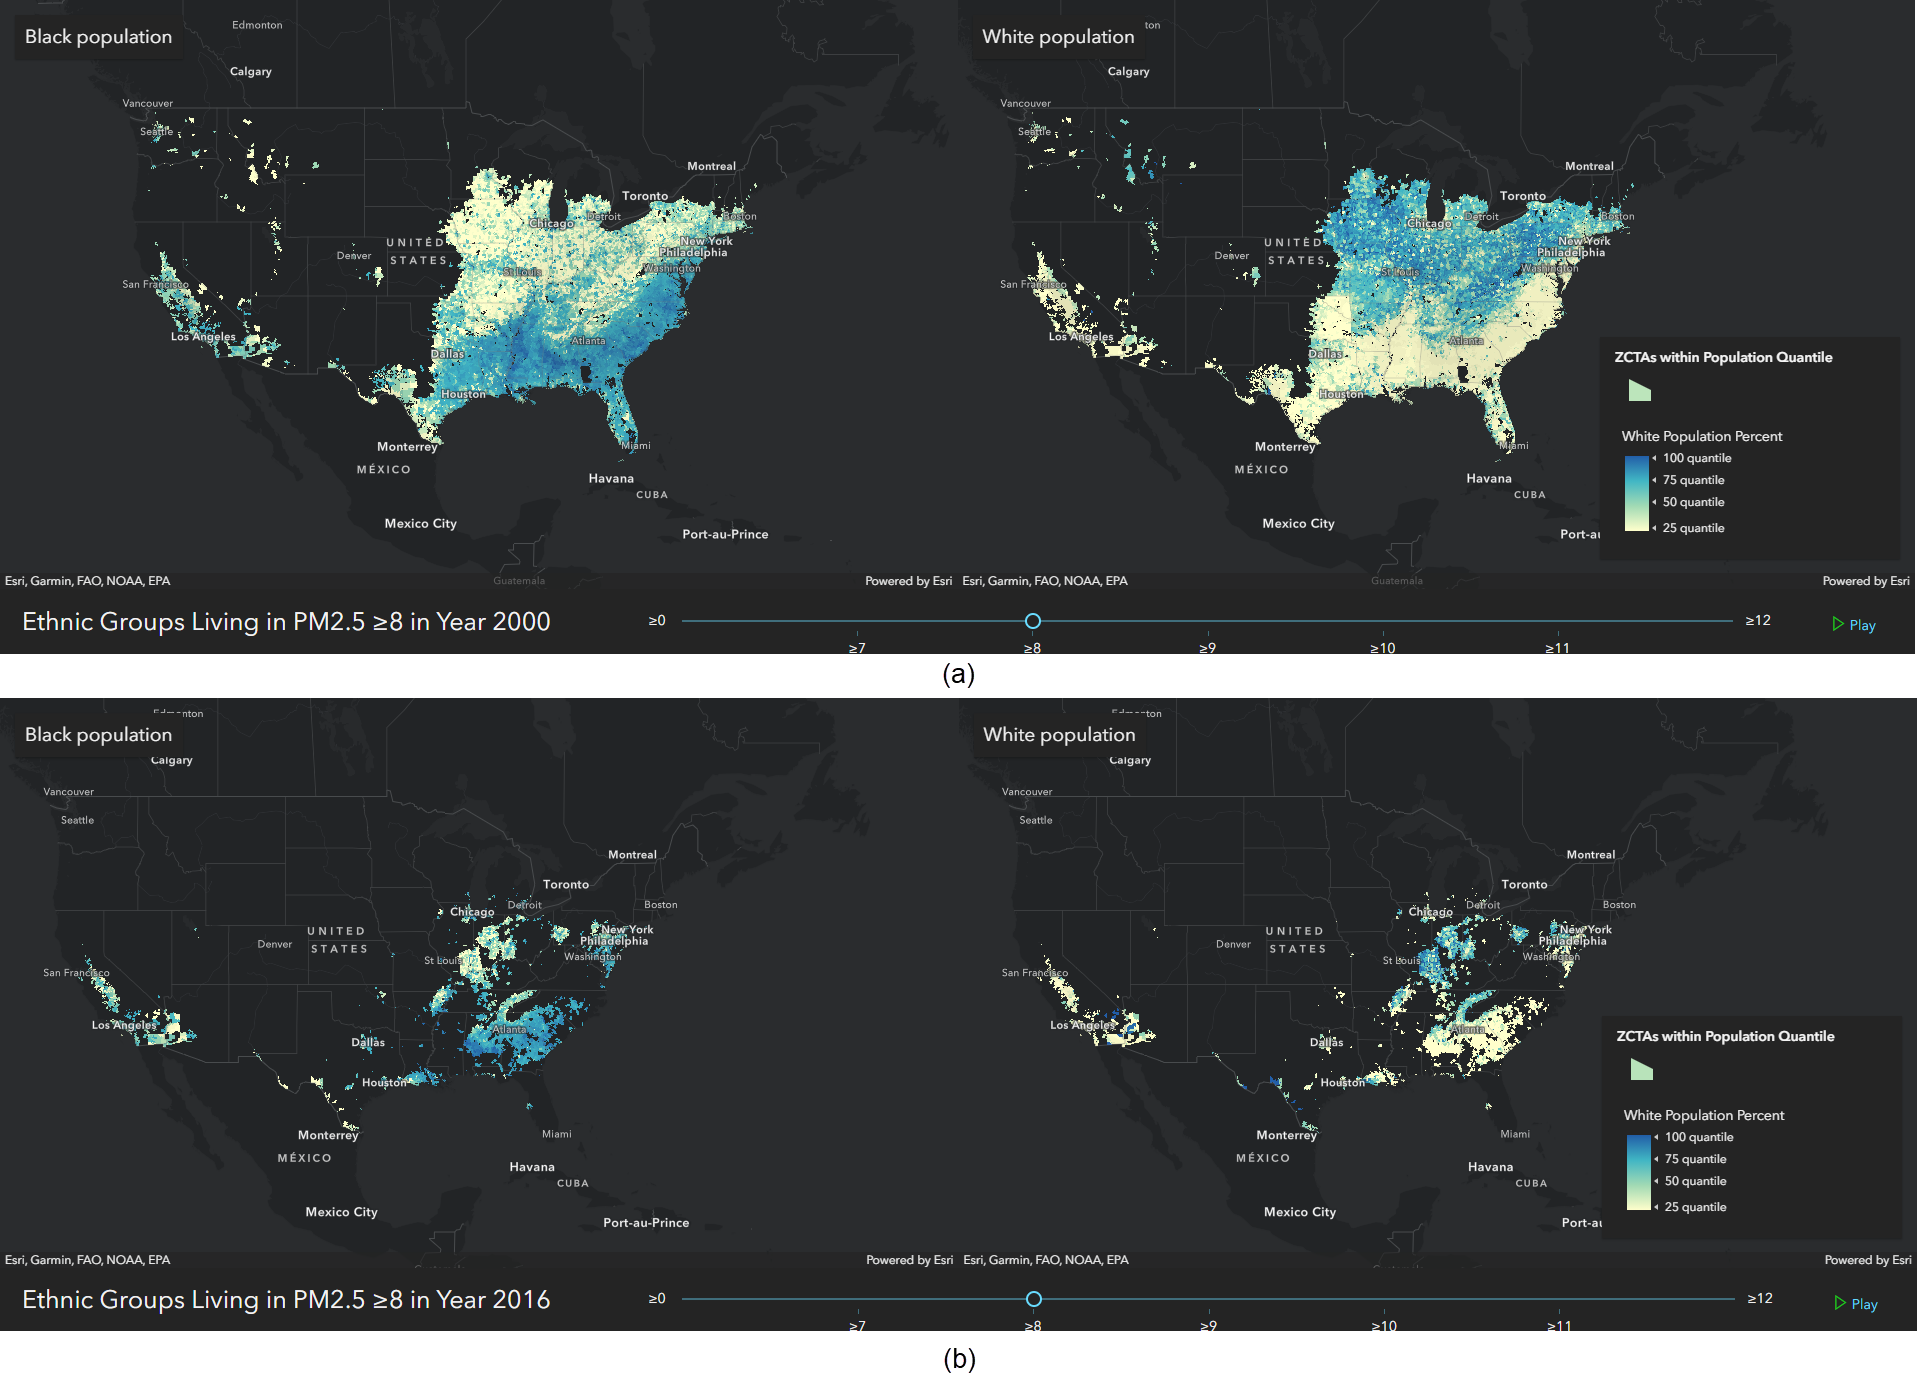 Black population
Edmonton
Calgary
Vancouver
Seattle
Montreal
Toronto
Detroit
Boston
Chicago
New York
Philadelphia
Washington
UNITED
STATES
Denver
St Louis
San Francisco
Los Angeles
Atlanta
Dallas
Houston
Miami
Monterrey
MÉXICO
Havana
CUBA
Mexico City
Port-au-Prince
Guatemala
Esri, Garmin, FAO, NOAA, EPA
Powered by Esri
White population
ton
Calgary
Vancouver
Seattle
Montreal
Toronto
Detroit
Boston
Chicago
New York
Philadelphia
Washington
UNITED
STATES
Denver
St Louis
San Francisco
Los Angeles
Atlanta
Dallas
Houston
Miami
Monterrey
MÉXICO
Havana
CUBA
Mexico City
Port-au
Guatemala
ZCTAs within Population Quantile
White Population Percent
100 quantile
75 quantile
50 quantile
25 quantile
Esri, Garmin, FAO, NOAA, EPA
Powered by Esri
Ethnic Groups Living in PM2.5 ≥8 in Year 2000
≥0
≥7
≥8
≥9
≥10
≥11
≥12
Play
(a)
Black population
Edmonton
Calgary
Vancouver
Seattle
Montreal
Toronto
Detroit
Boston
Chicago
New York
Philadelphia
Washington
UNITED
STATES
Denver
St Louis
San Francisco
Los Angeles
Atlanta
Dallas
Houston
Miami
Monterrey
MÉXICO
Havana
CUBA
Mexico City
Port-au-Prince
Esri, Garmin, FAO, NOAA, EPA
Powered by Esri
White population
Edmonton
Calgary
Vancouver
Seattle
Montreal
Toronto
Detroit
Boston
Chicago
New York
Philadelphia
Washington
UNITED
STATES
Denver
St Louis
San Francisco
Los Angeles
Atlanta
Dallas
Houston
Miami
Monterrey
MÉXICO
Havana
CUBA
Mexico City
Port-au
ZCTAs within Population Quantile
White Population Percent
100 quantile
75 quantile
50 quantile
25 quantile
Esri, Garmin, FAO, NOAA, EPA
Powered by Esri
Ethnic Groups Living in PM2.5 ≥8 in Year 2016
≥0
≥7
≥8
≥9
≥10
≥11
≥12
Play
(b)